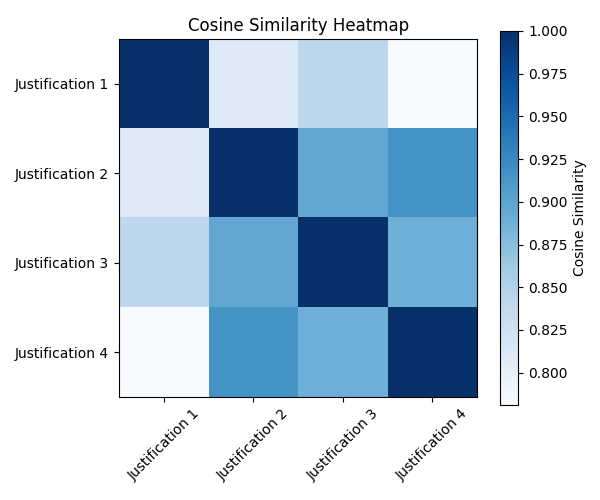 Cosine Similarity Heatmap
Justification 1
Justification 2
Justification 3
Justification 4
Justification 1
Justification 2
Justification 3
Justification 4
1.000
0.975
0.950
0.925
0.900
0.875
0.850
0.825
0.800
Cosine Similarity